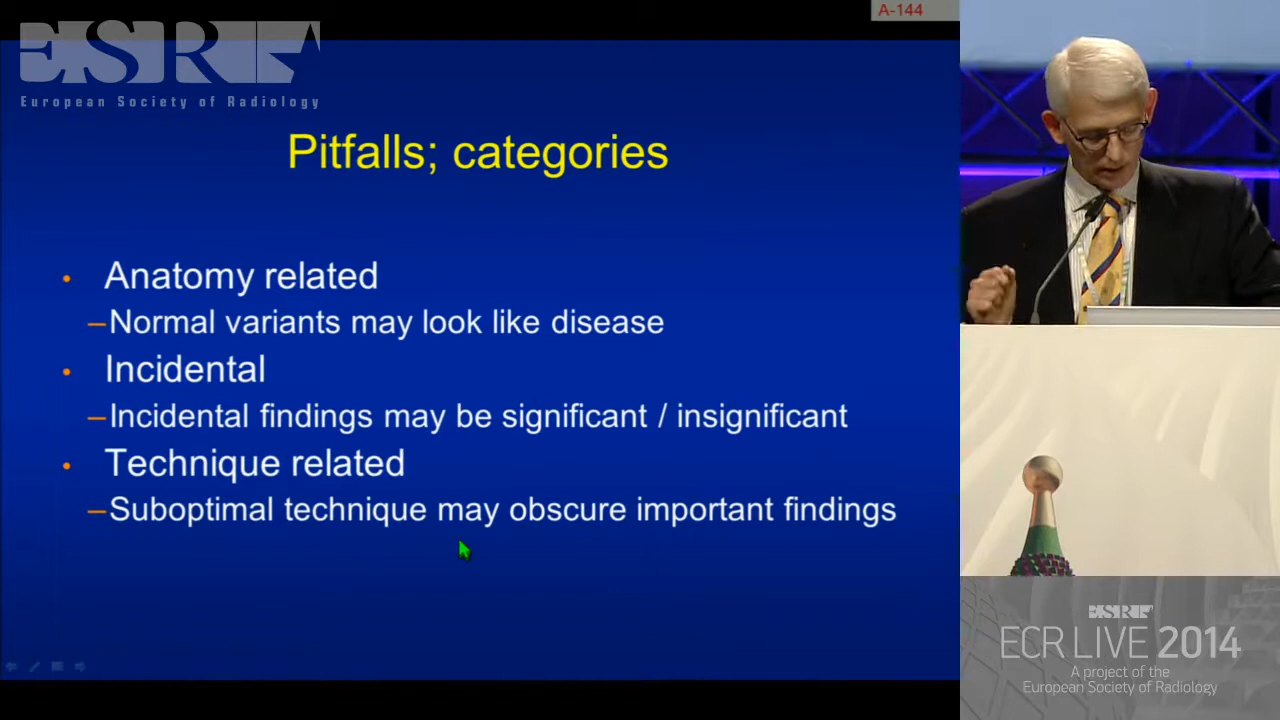 A-144
ESR
European Society of Radiology
Pitfalls; categories
• Anatomy related
–Normal variants may look like disease
• Incidental
–Incidental findings may be significant / insignificant
• Technique related
–Suboptimal technique may obscure important findings
ESR
ECR LIVE 2014
A project of the
European Society of Radiology